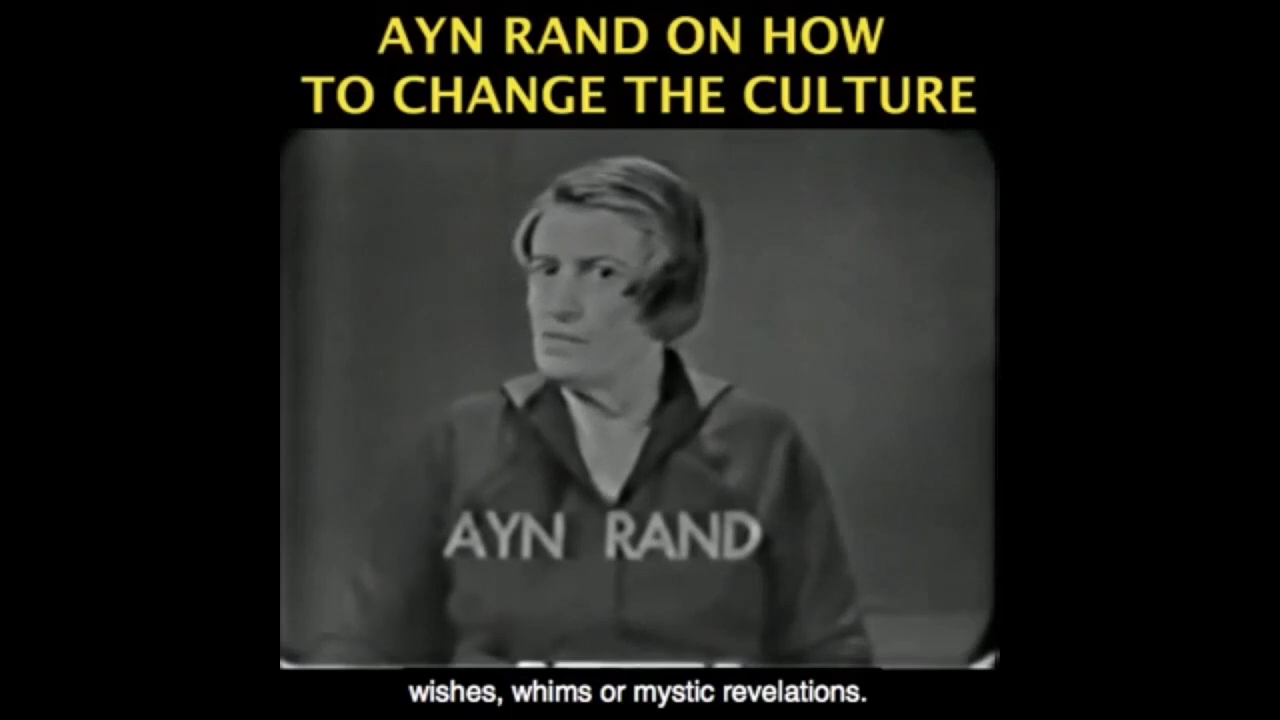 AYN RAND ON HOW
TO CHANGE THE CULTURE
AYN RAND
wishes, whims or mystic revelations.